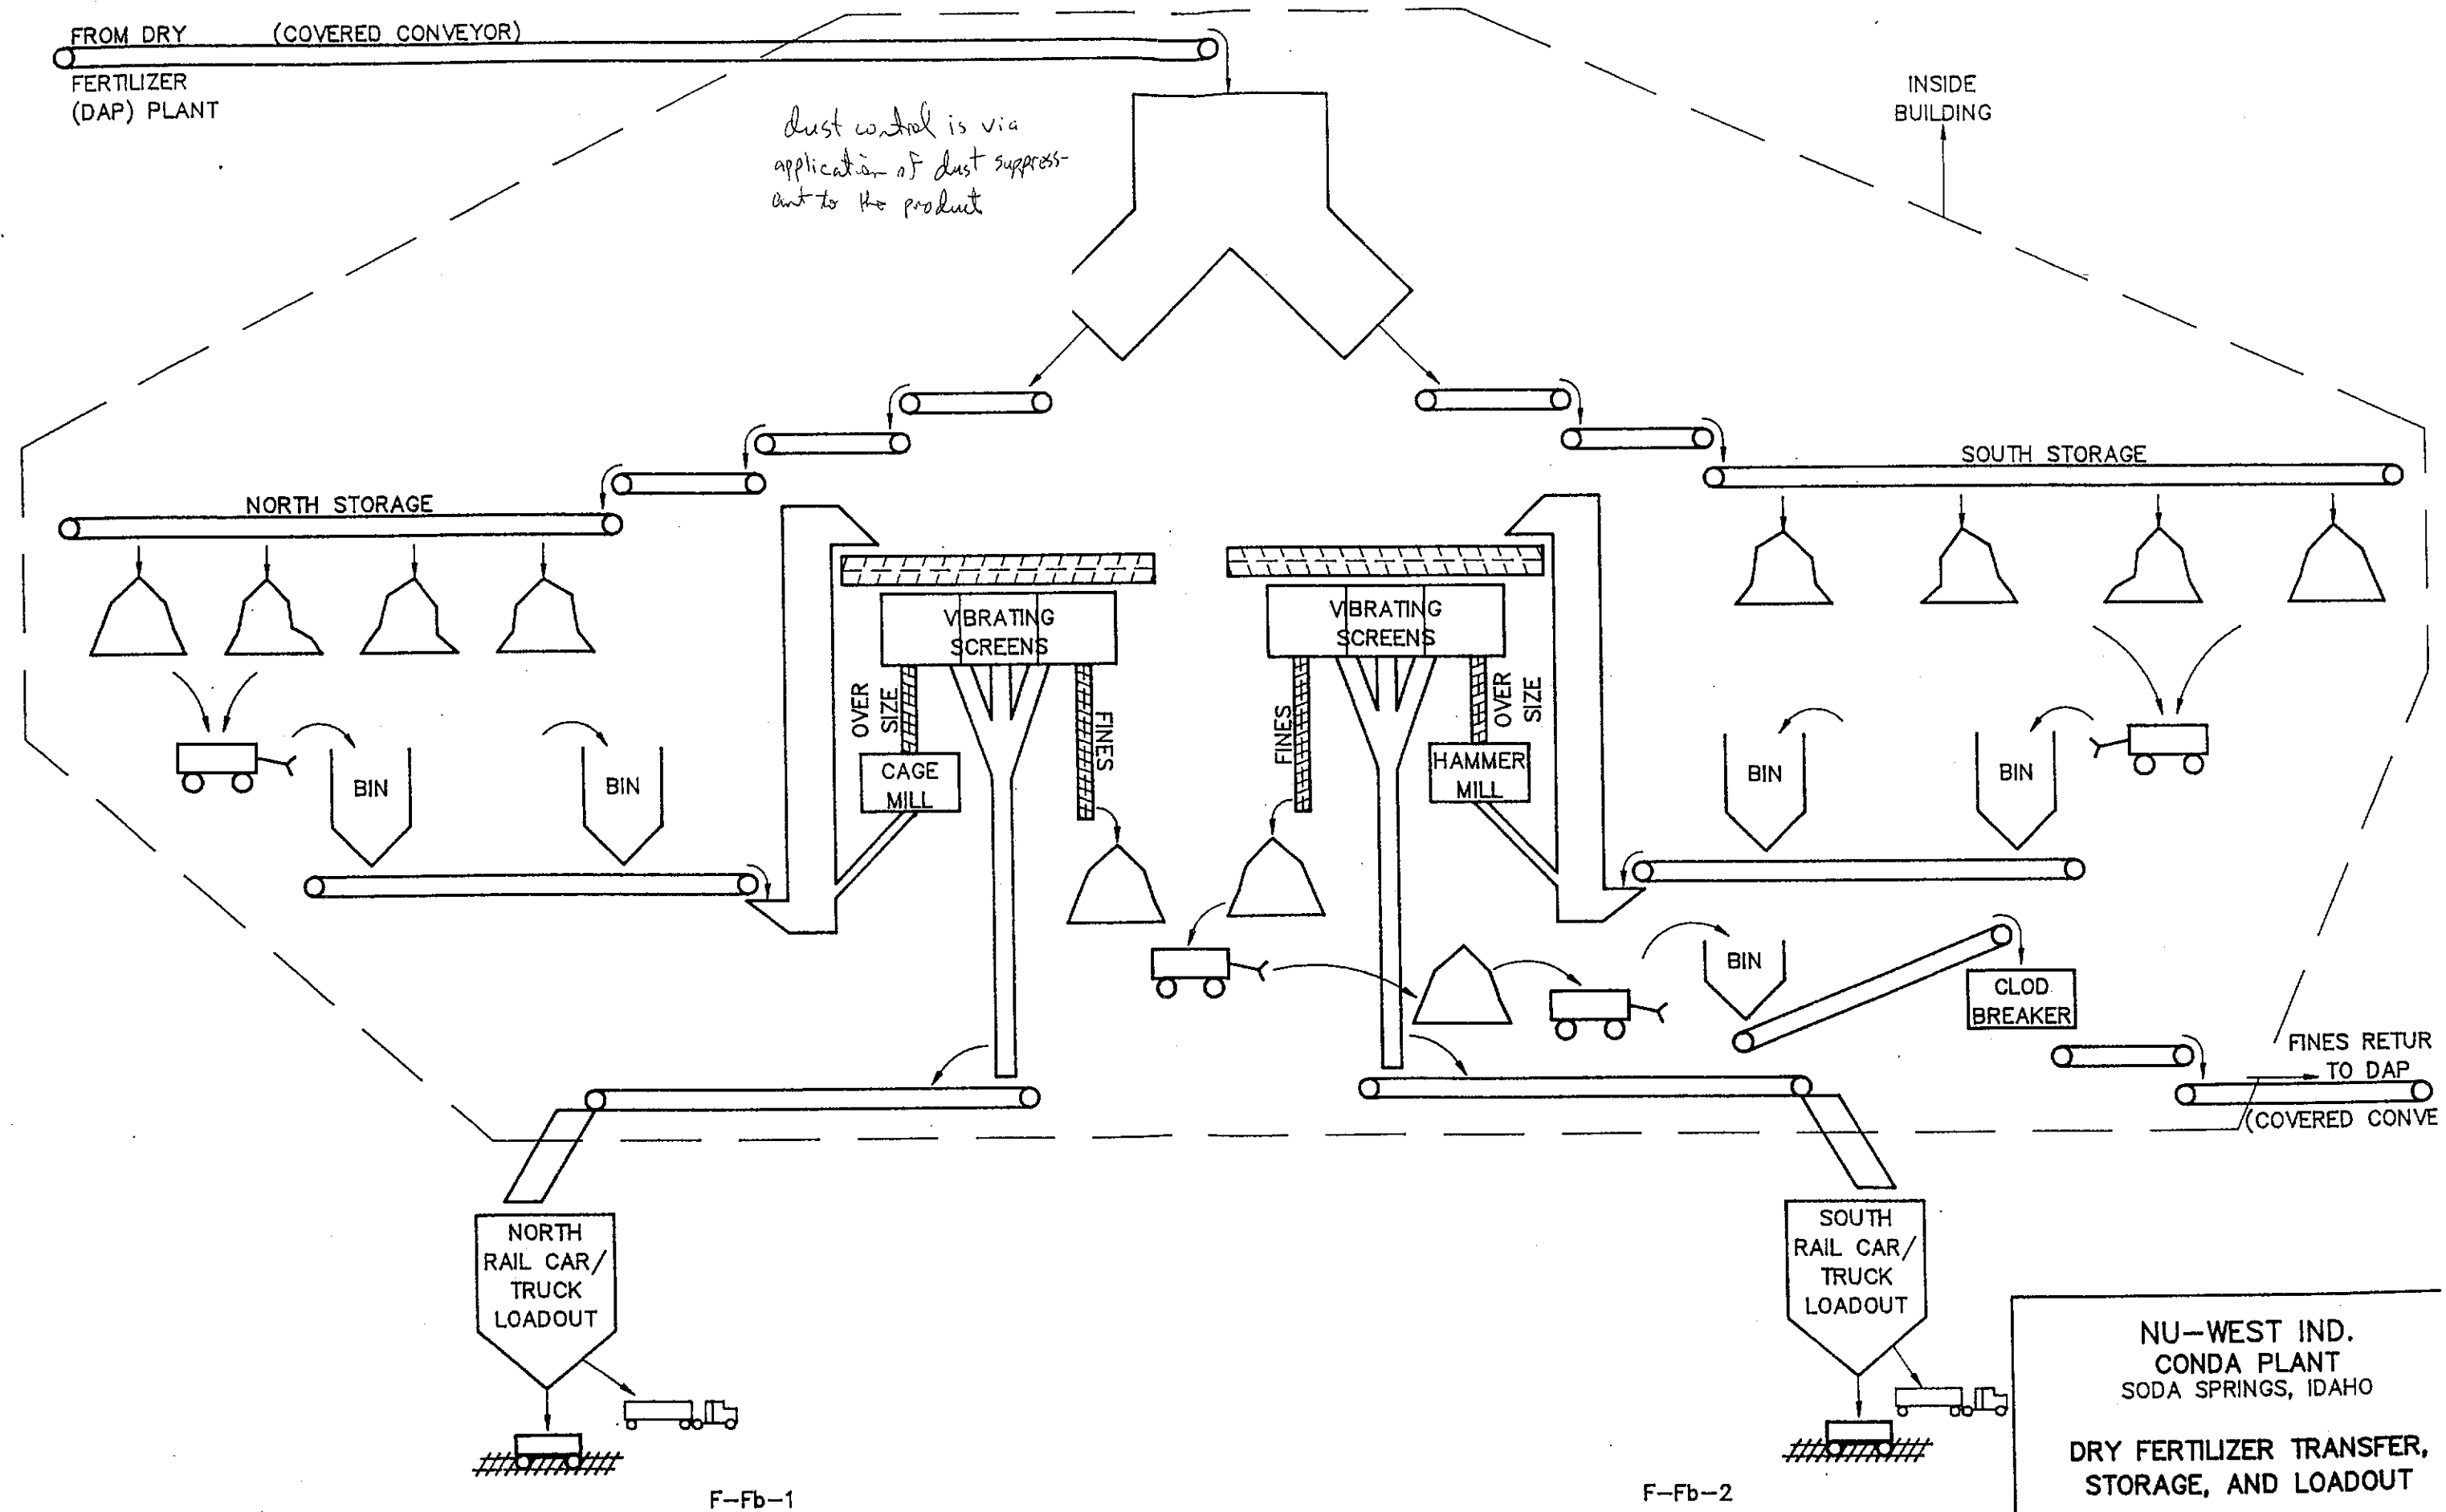 FROM DRY (COVERED CONVEYOR)
FERTILIZER
(DAP) PLANT
dust control is via
application of dust suppress-
ant to the product
INSIDE
BUILDING
NORTH STORAGE
SOUTH STORAGE
VIBRATING
SCREENS
VIBRATING
SCREENS
OVER
SIZE
FINES
FINES
OVER
SIZE
CAGE
MILL
HAMMER
MILL
BIN
BIN
BIN
BIN
BIN
CLOD
BREAKER
FINES RETUR
TO DAP
(COVERED CONVE
NORTH
RAIL CAR/
TRUCK
LOADOUT
SOUTH
RAIL CAR/
TRUCK
LOADOUT
NU-WEST IND.
CONDA PLANT
SODA SPRINGS, IDAHO
DRY FERTILIZER TRANSFER,
STORAGE, AND LOADOUT
F-Fb-1
F-Fb-2